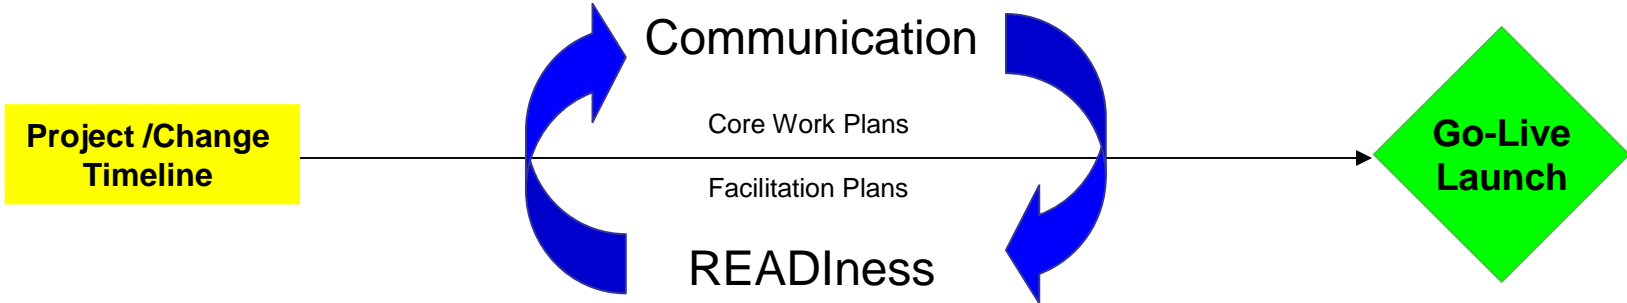 Communication
Project /Change
Timeline
Core Work Plans
Facilitation Plans
READIness
Go-Live
Launch